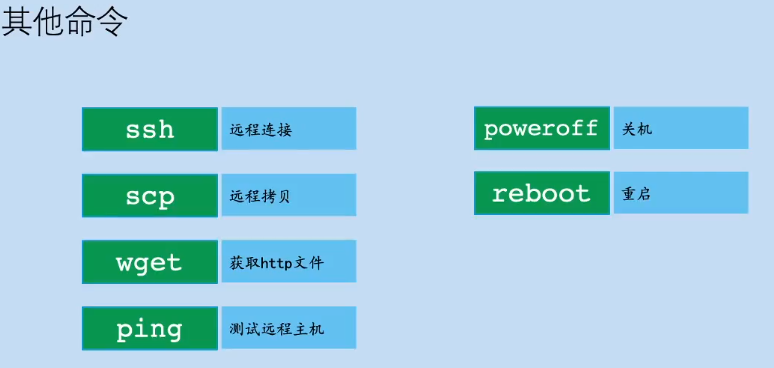 其他命令
ssh 远程连接
scp 远程拷贝
wget 获取http文件
ping 测试远程主机
poweroff 关机
reboot 重启